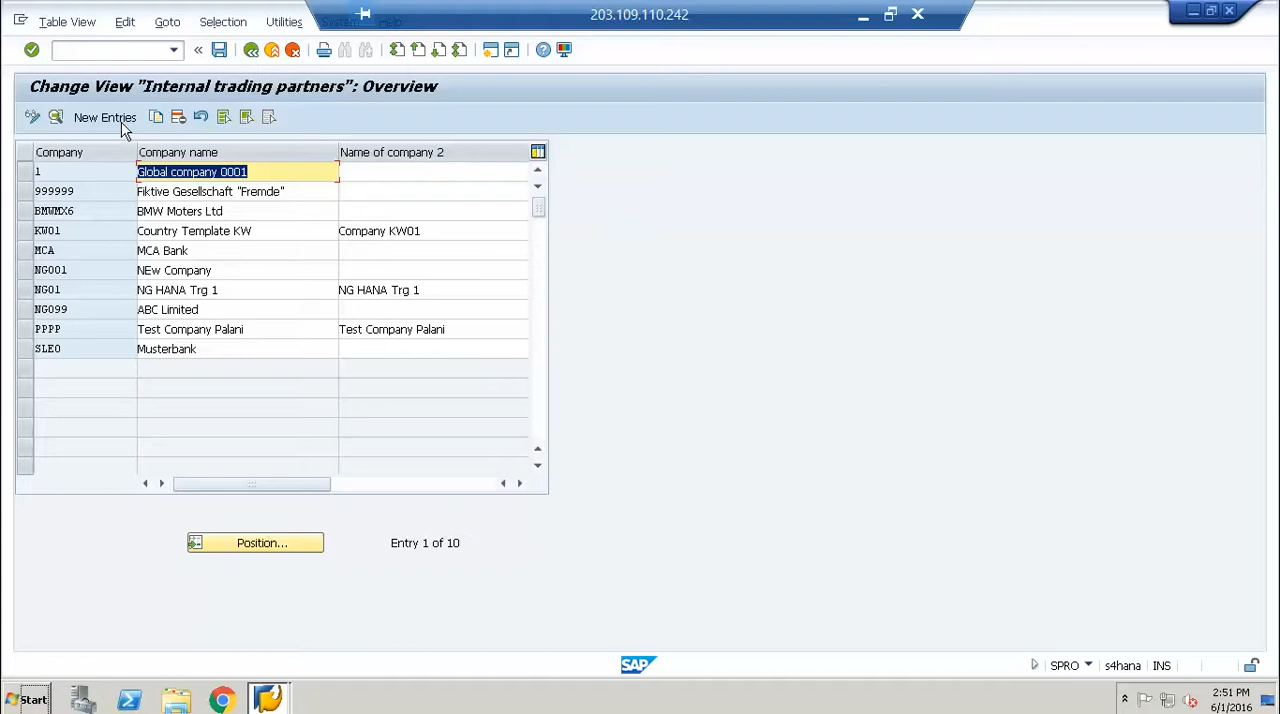 203.109.110.242
Table View Edit Goto Selection Utilities System Help
Change View "Internal trading partners": Overview
New Entries
Company Company name Name of company 2
1 Global company 0001
999999 Fiktive Gesellschaft "Fremde"
BMWMX6 BMW Moters Ltd
KW01 Country Template KW Company KW01
MCA MCA Bank
NG001 NEw Company
NG01 NG HANA Trg 1 NG HANA Trg 1
NG099 ABC Limited
PPPP Test Company Palani Test Company Palani
SLE0 Musterbank
Position... Entry 1 of 10
SAP SPRO s4hana INS
Start 2:51 PM
6/1/2016